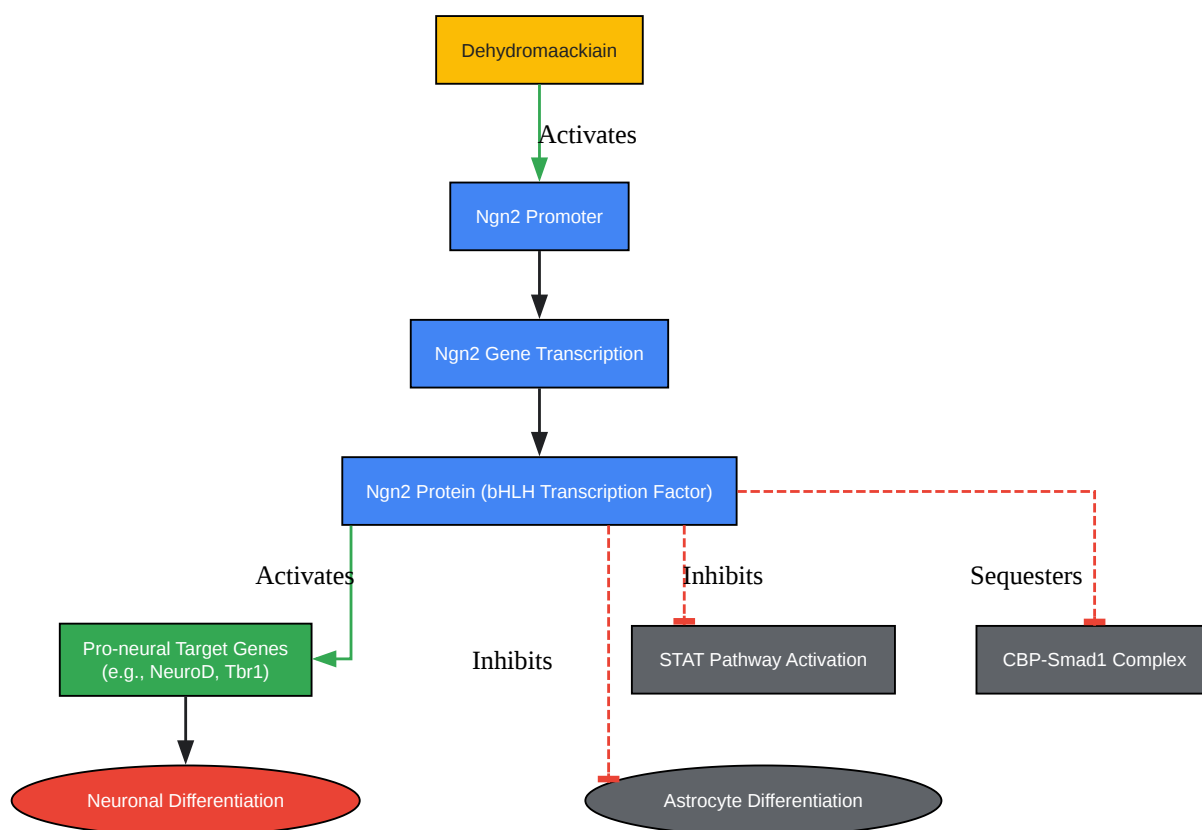 Dehydromaackiain
Activates
Ngn2 Promoter
Ngn2 Gene Transcription
Ngn2 Protein (bHLH Transcription Factor)
Activates
Inhibits
Sequesters
Pro-neural Target Genes
(e.g., NeuroD, Tbr1)
Inhibits
STAT Pathway Activation
CBP-Smad1 Complex
Neuronal Differentiation
Astrocyte Differentiation